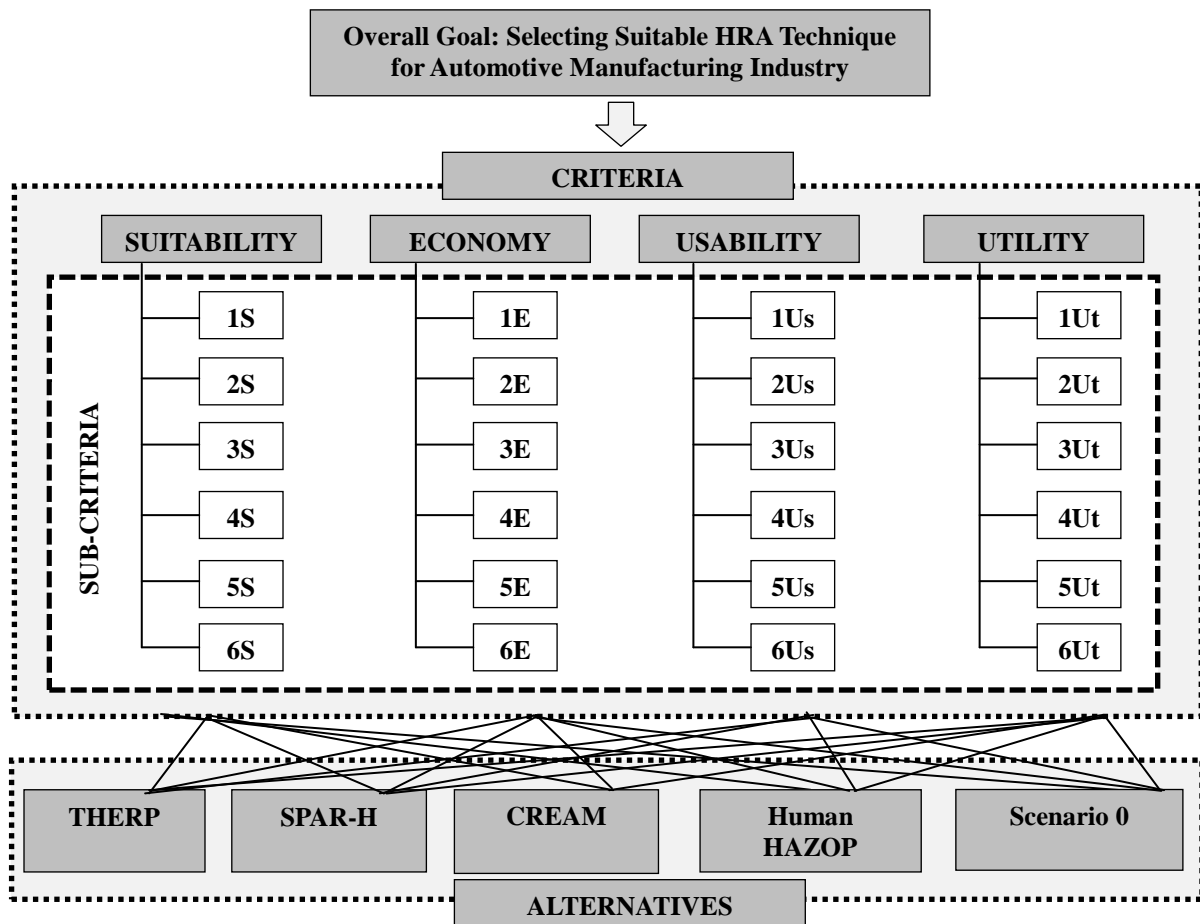 Overall Goal: Selecting Suitable HRA Technique
for Automotive Manufacturing Industry
CRITERIA
SUITABILITY
ECONOMY
USABILITY
UTILITY
SUB-CRITERIA
1S
2S
3S
4S
5S
6S
1E
2E
3E
4E
5E
6E
1Us
2Us
3Us
4Us
5Us
6Us
1Ut
2Ut
3Ut
4Ut
5Ut
6Ut
THERP
SPAR-H
CREAM
Human
HAZOP
Scenario 0
ALTERNATIVES